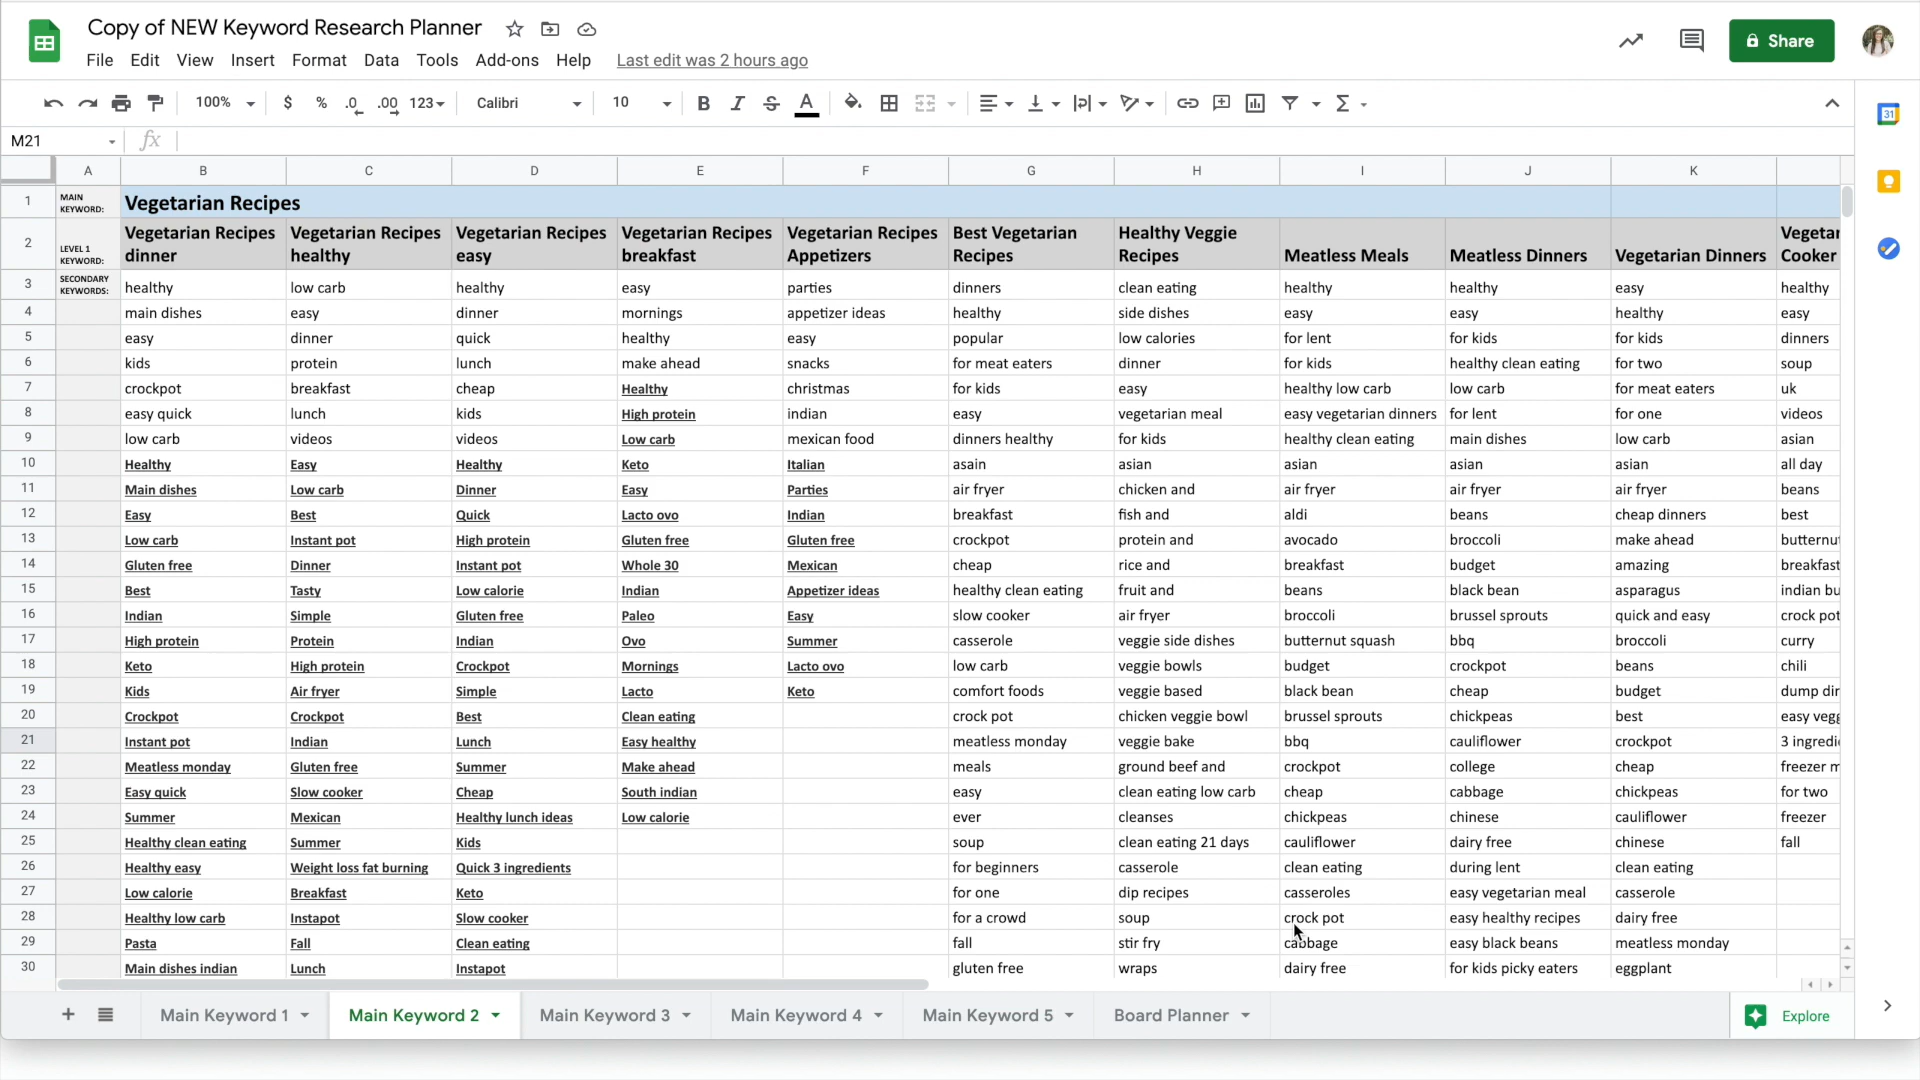 Copy of NEW Keyword Research Planner
File Edit View Insert Format Data Tools Add-ons Help Last edit was 2 hours ago
Share
100% $ % .0 .00 123 Calibri 10 B I S A
31
M21 fx
A B C D E F G H I J K
1 MAIN KEYWORD: Vegetarian Recipes
2 LEVEL 1 KEYWORD: Vegetarian Recipes dinner Vegetarian Recipes healthy Vegetarian Recipes easy Vegetarian Recipes breakfast Vegetarian Recipes Appetizers Best Vegetarian Recipes Healthy Veggie Recipes Meatless Meals Meatless Dinners Vegetarian Dinners Vegetar Cooker
3 SECONDARY KEYWORDS: healthy low carb healthy easy parties dinners clean eating healthy healthy easy healthy
4 main dishes easy dinner mornings appetizer ideas healthy side dishes easy easy healthy easy
5 easy dinner quick healthy easy popular low calories for lent for kids for kids dinners
6 kids protein lunch make ahead snacks for meat eaters dinner for kids healthy clean eating for two soup
7 crockpot breakfast cheap Healthy christmas for kids easy healthy low carb low carb for meat eaters uk
8 easy quick lunch kids High protein indian easy vegetarian meal easy vegetarian dinners for lent for one videos
9 low carb videos videos Low carb mexican food dinners healthy for kids healthy clean eating main dishes low carb asian
10 Healthy Easy Healthy Keto Italian asain asian asian asian asian all day
11 Main dishes Low carb Dinner Easy Parties air fryer chicken and air fryer air fryer air fryer beans
12 Easy Best Quick Lacto ovo Indian breakfast fish and aldi beans cheap dinners best
13 Low carb Instant pot High protein Gluten free Gluten free crockpot protein and avocado broccoli make ahead butternut
14 Gluten free Dinner Instant pot Whole 30 Mexican cheap rice and breakfast budget amazing breakfast
15 Best Tasty Low calorie Indian Appetizer ideas healthy clean eating fruit and beans black bean asparagus indian bu
16 Indian Simple Gluten free Paleo Easy slow cooker air fryer broccoli brussel sprouts quick and easy crock pot
17 High protein Protein Indian Ovo Summer casserole veggie side dishes butternut squash bbq broccoli curry
18 Keto High protein Crockpot Mornings Lacto ovo low carb veggie bowls budget crockpot beans chili
19 Kids Air fryer Simple Lacto Keto comfort foods veggie based black bean cheap budget dump din
20 Crockpot Crockpot Best Clean eating crock pot chicken veggie bowl brussel sprouts chickpeas best easy vegg
21 Instant pot Indian Lunch Easy healthy meatless monday veggie bake bbq cauliflower crockpot 3 ingredi
22 Meatless monday Gluten free Summer Make ahead meals ground beef and crockpot college cheap freezer m
23 Easy quick Slow cooker Cheap South indian easy clean eating low carb cheap cabbage chickpeas for two
24 Summer Mexican Healthy lunch ideas Low calorie ever cleanses chickpeas chinese cauliflower freezer
25 Healthy clean eating Summer Kids soup clean eating 21 days cauliflower dairy free chinese fall
26 Healthy easy Weight loss fat burning Quick 3 ingredients for beginners casserole clean eating during lent clean eating
27 Low calorie Breakfast Keto for one dip recipes casseroles easy vegetarian meal casserole
28 Healthy low carb Instapot Slow cooker for a crowd soup crock pot easy healthy recipes dairy free
29 Pasta Fall Clean eating fall stir fry cabbage easy black beans meatless monday
30 Main dishes indian Lunch Instapot gluten free wraps dairy free for kids picky eaters eggplant
Main Keyword 1 Main Keyword 2 Main Keyword 3 Main Keyword 4 Main Keyword 5 Board Planner Explore